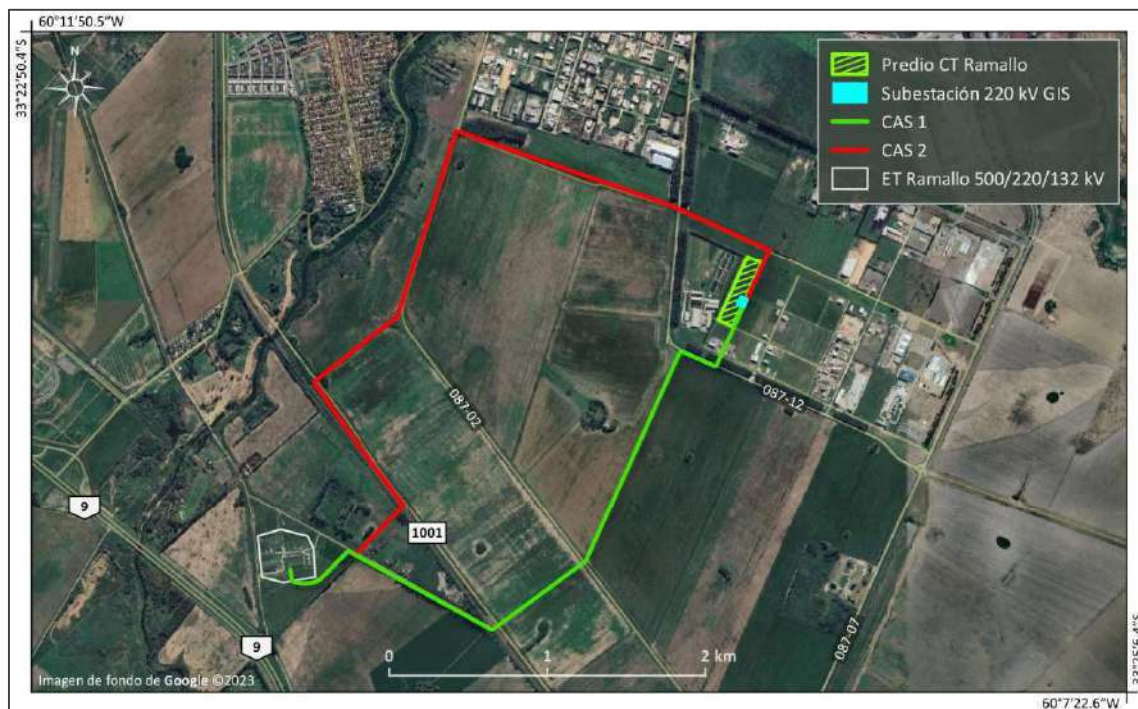 60°11'50.5"W
33°22'50.4"S
N
Predio CT Ramallo
Subestación 220 kV GIS
CAS 1
CAS 2
ET Ramallo 500/220/132 kV
087-02
087-12
9
1001
9
087-07
0 1 2 km
Imagen de fondo de Google ©2023
33°25'6.4"S
60°7'22.6"W